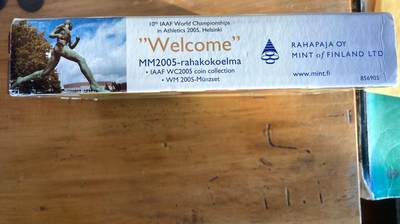 10th IAAF World Championships
in Athletics 2005, Helsinki
"Welcome"
MM2005-rahakokoelma
• IAAF WC2005 coin collection
• WM 2005-Münzset
RAHAPAJA OY
MINT of FINLAND LTD
www.mint.fi
856905